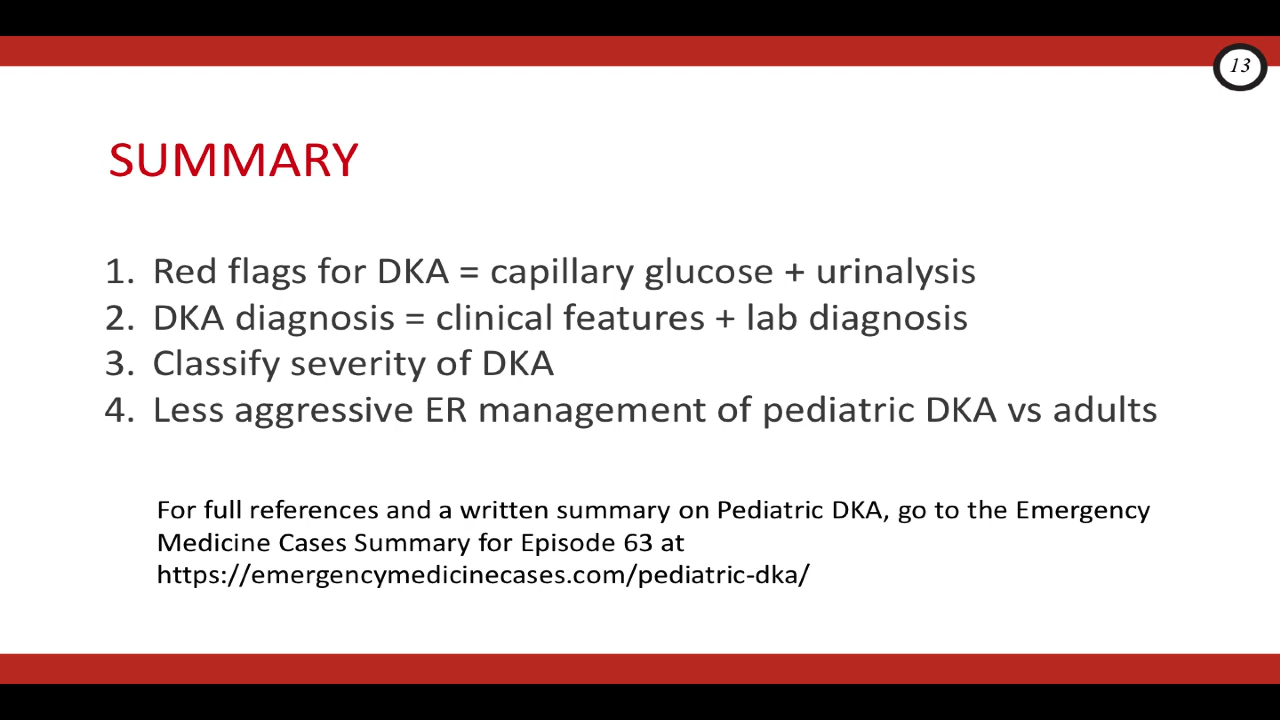 13
SUMMARY
1. Red flags for DKA = capillary glucose + urinalysis
2. DKA diagnosis = clinical features + lab diagnosis
3. Classify severity of DKA
4. Less aggressive ER management of pediatric DKA vs adults
For full references and a written summary on Pediatric DKA, go to the Emergency
Medicine Cases Summary for Episode 63 at
https://emergencymedicinecases.com/pediatric-dka/